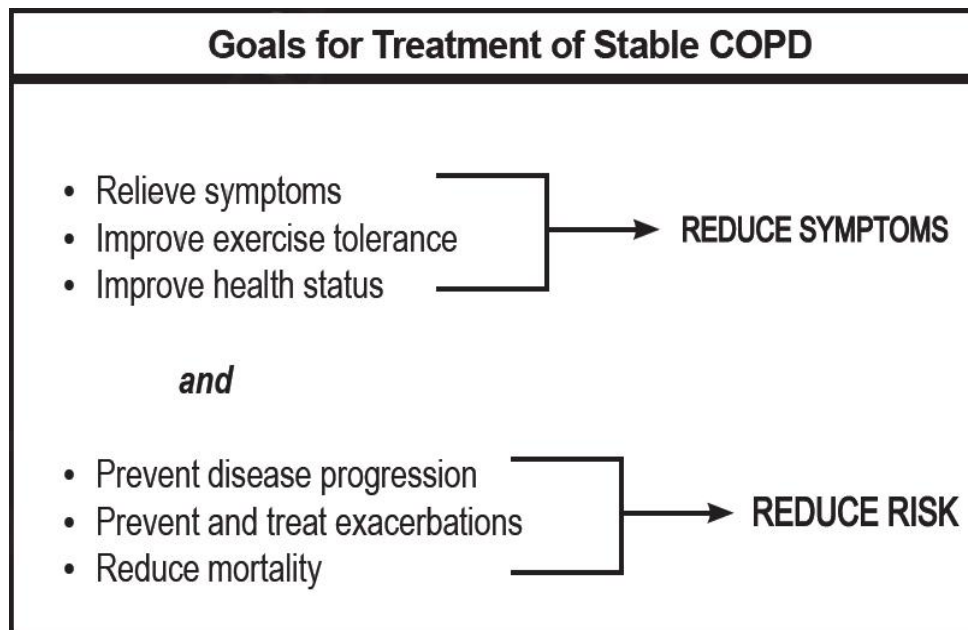 Goals for Treatment of Stable COPD
• Relieve symptoms
• Improve exercise tolerance
• Improve health status
REDUCE SYMPTOMS
and
• Prevent disease progression
• Prevent and treat exacerbations
• Reduce mortality
REDUCE RISK